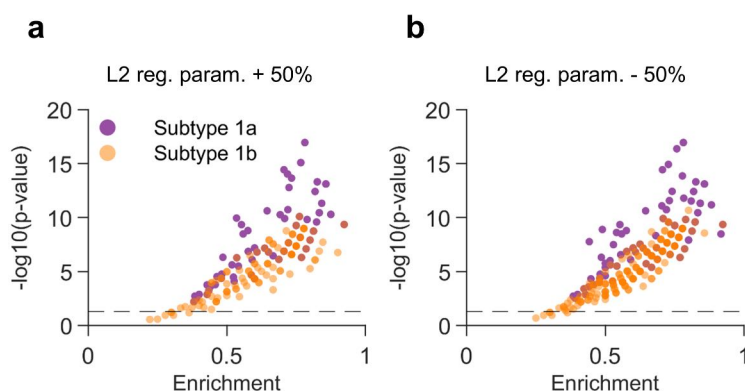 a
L2 reg. param. + 50%
20
15
10
5
0
-log10(p-value)
Subtype 1a
Subtype 1b
0
0.5
1
Enrichment
b
L2 reg. param. - 50%
20
15
10
5
0
-log10(p-value)
0
0.5
1
Enrichment